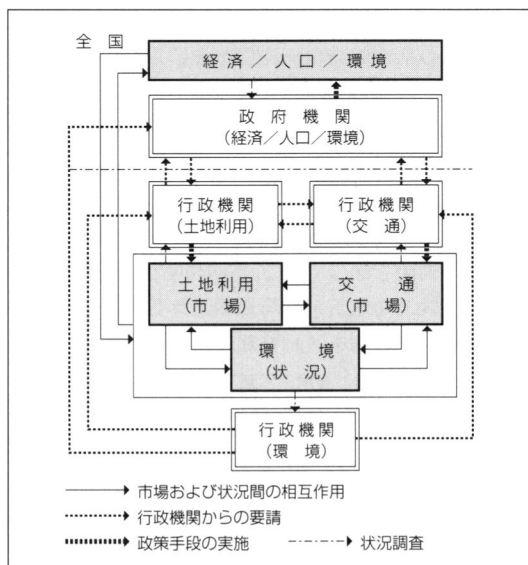 全国
経済／人口／環境
政府機関
（経済／人口／環境）
行政機関
（土地利用）
行政機関
（交通）
土地利用
（市場）
交通
（市場）
環境
（状況）
行政機関
（環境）
市場および状況間の相互作用
行政機関からの要請
政策手段の実施
状況調査